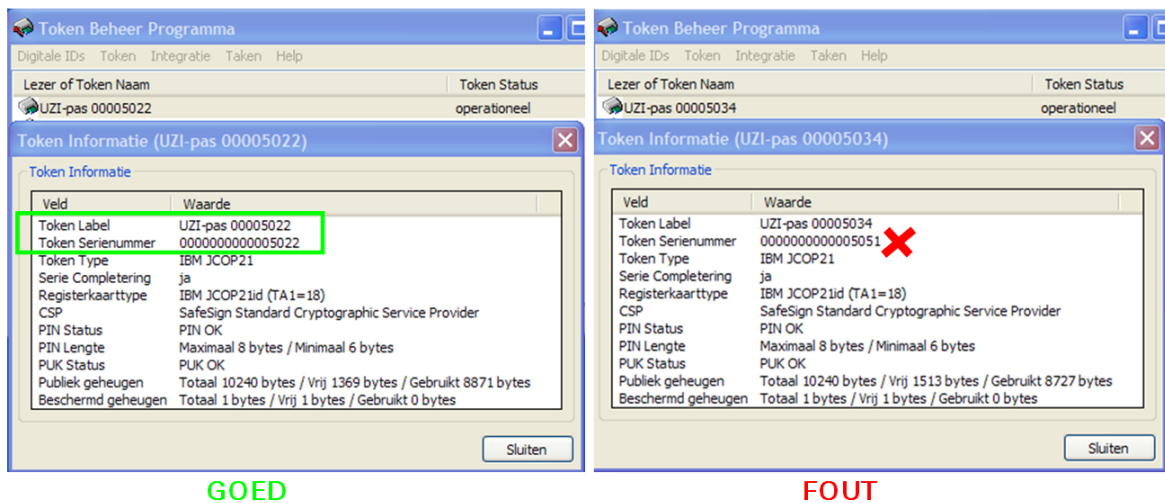 Token Beheer Programma
Digitale IDs Token Integratie Taken Help
Lezer of Token Naam Token Status
UZI-pas 00005022 operationeel
Token Informatie (UZI-pas 00005022)
Token Informatie
Veld Waarde
Token Label UZI-pas 00005022
Token Serienummer 0000000000005022
Token Type IBM JCOP21
Serie Completering ja
Registerkaarttype IBM JCOP21id (TA1=18)
CSP SafeSign Standard Cryptographic Service Provider
PIN Status PIN OK
PIN Lengte Maximaal 8 bytes / Minimaal 6 bytes
PUK Status PUK OK
Publiek geheugen Totaal 10240 bytes / Vrij 1369 bytes / Gebruikt 8871 bytes
Beschermd geheugen Totaal 1 bytes / Vrij 1 bytes / Gebruikt 0 bytes
Sluiten
GOED
Token Beheer Programma
Digitale IDs Token Integratie Taken Help
Lezer of Token Naam Token Status
UZI-pas 00005034 operationeel
Token Informatie (UZI-pas 00005034)
Token Informatie
Veld Waarde
Token Label UZI-pas 00005034
Token Serienummer 0000000000005051
Token Type IBM JCOP21
Serie Completering ja
Registerkaarttype IBM JCOP21id (TA1=18)
CSP SafeSign Standard Cryptographic Service Provider
PIN Status PIN OK
PIN Lengte Maximaal 8 bytes / Minimaal 6 bytes
PUK Status PUK OK
Publiek geheugen Totaal 10240 bytes / Vrij 1513 bytes / Gebruikt 8727 bytes
Beschermd geheugen Totaal 1 bytes / Vrij 1 bytes / Gebruikt 0 bytes
Sluiten
FOUT